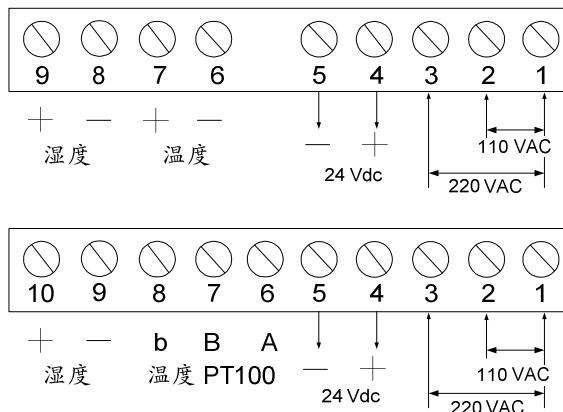 9 8 7 6 5 4 3 2 1
+ − + −
湿度 温度
− +
24 Vdc
110 VAC
220 VAC
10 9 8 7 6 5 4 3 2 1
+ − b B A
湿度 温度 PT100
− +
24 Vdc
110 VAC
220 VAC